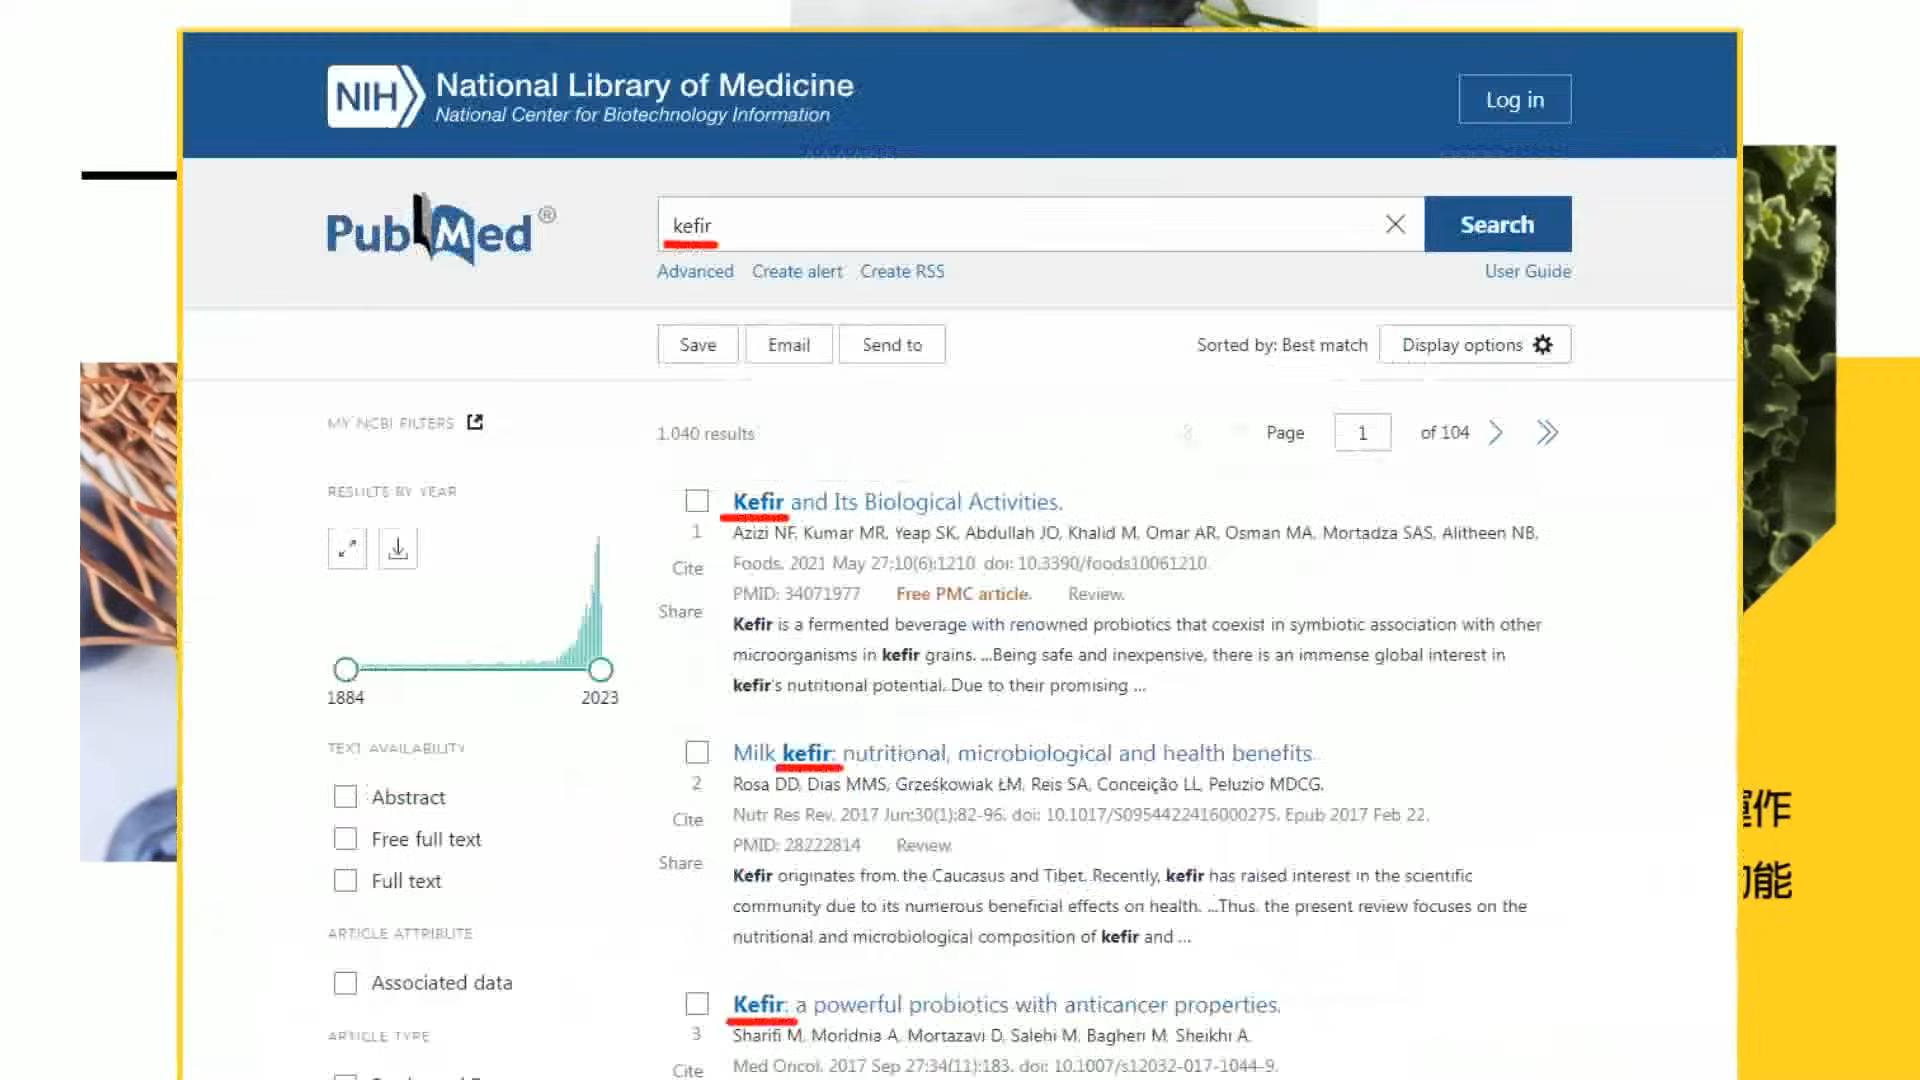 NIH National Library of Medicine
National Center for Biotechnology Information
Log in
PubMed®
kefir
Search
Advanced Create alert Create RSS
User Guide
Save Email Send to
Sorted by: Best match Display options
MY NCBI FILTERS
1,040 results
Page 1 of 104
RESULTS BY YEAR
1884 2023
Kefir and Its Biological Activities.
1 Azizi NF, Kumar MR, Yeap SK, Abdullah JO, Khalid M, Omar AR, Osman MA, Mortadza SAS, Alitheen NB.
Cite Foods. 2021 May 27;10(6):1210. doi: 10.3390/foods10061210.
PMID: 34071977 Free PMC article. Review.
Share
Kefir is a fermented beverage with renowned probiotics that coexist in symbiotic association with other
microorganisms in kefir grains. ...Being safe and inexpensive, there is an immense global interest in
kefir's nutritional potential. Due to their promising ...
TEXT AVAILABILITY
Abstract
Free full text
Full text
Milk kefir: nutritional, microbiological and health benefits.
2 Rosa DD, Dias MMS, Grześkowiak ŁM, Reis SA, Conceição LL, Peluzio MDCG.
Cite Nutr Res Rev. 2017 Jun;30(1):82-96. doi: 10.1017/S0954422416000275. Epub 2017 Feb 22.
PMID: 28222814 Review.
Share
Kefir originates from the Caucasus and Tibet. Recently, kefir has raised interest in the scientific
community due to its numerous beneficial effects on health. ...Thus, the present review focuses on the
nutritional and microbiological composition of kefir and ...
ARTICLE ATTRIBUTE
Associated data
ARTICLE TYPE
Kefir: a powerful probiotics with anticancer properties.
3 Sharifi M, Moridnia A, Mortazavi D, Salehi M, Bagheri M, Sheikhi A.
Cite Med Oncol. 2017 Sep 27;34(11):183. doi: 10.1007/s12032-017-1044-9.
作
能